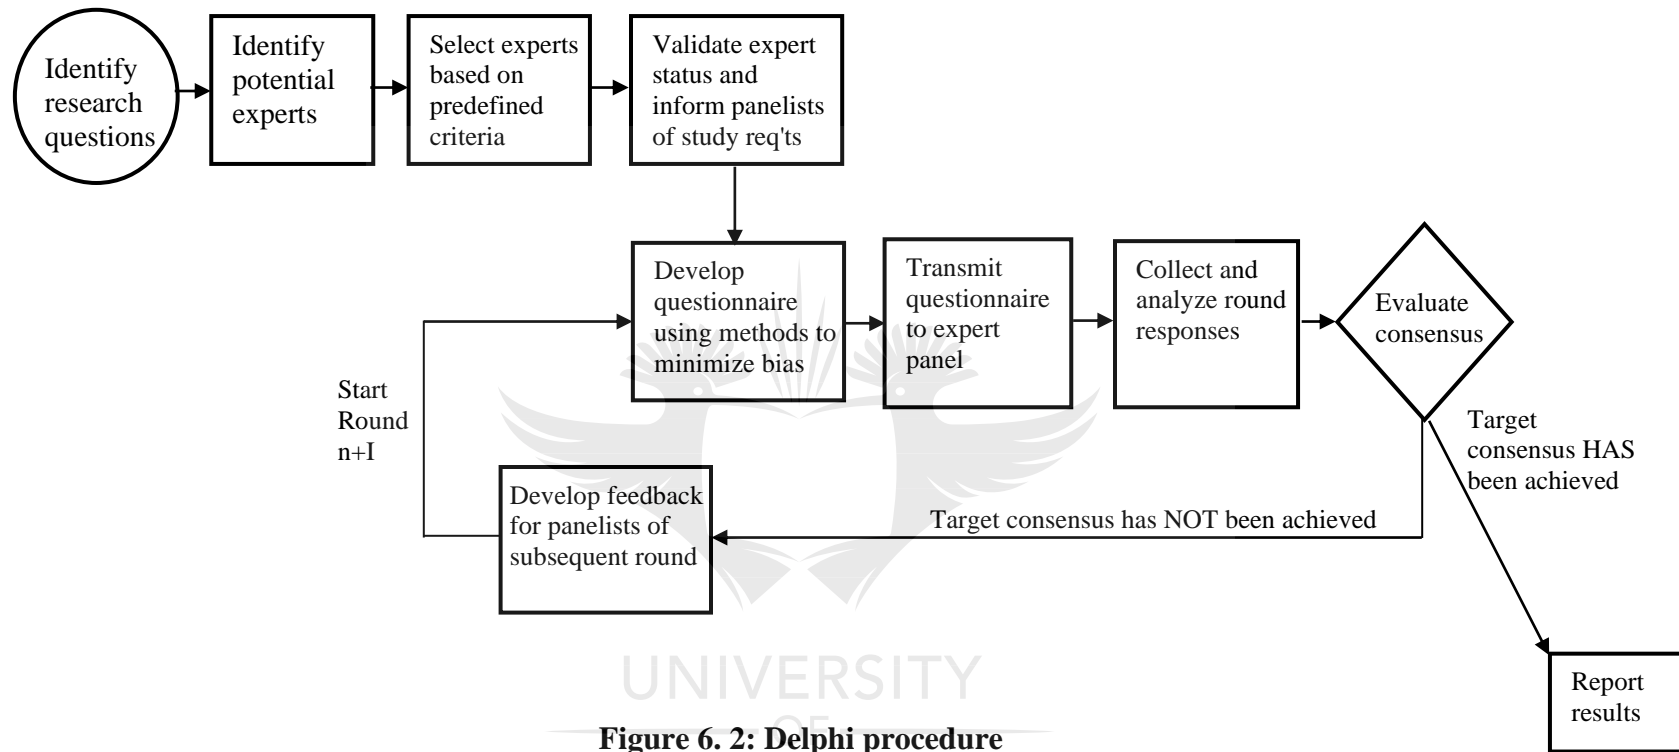 Identify
research
questions
Identify
potential
experts
Select experts
based on
predefined
criteria
Validate expert
status and
inform panelists
of study req'ts
Develop
questionnaire
using methods to
minimize bias
Transmit
questionnaire
to expert
panel
Collect and
analyze round
responses
Evaluate
consensus
Start
Round
n+I
Target
consensus HAS
been achieved
Develop feedback
for panelists of
subsequent round
Target consensus has NOT been achieved
Report
results
UNIVERSITY
OF
Figure 6. 2: Delphi procedure